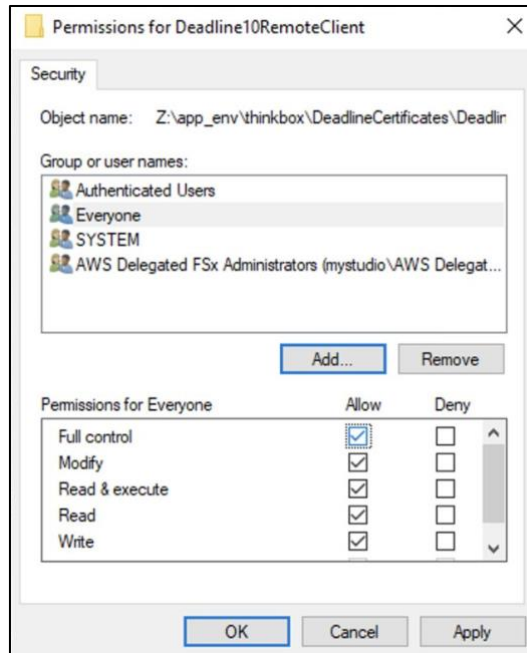 Permissions for Deadline10RemoteClient
Security
Object name: Z:\app_env\thinkbox\DeadlineCertificates\Deadlin
Group or user names:
Authenticated Users
Everyone
SYSTEM
AWS Delegated FSx Administrators (mystudio\AWS Delegat...
Add... Remove
Permissions for Everyone Allow Deny
Full control
Modify
Read & execute
Read
Write
OK Cancel Apply